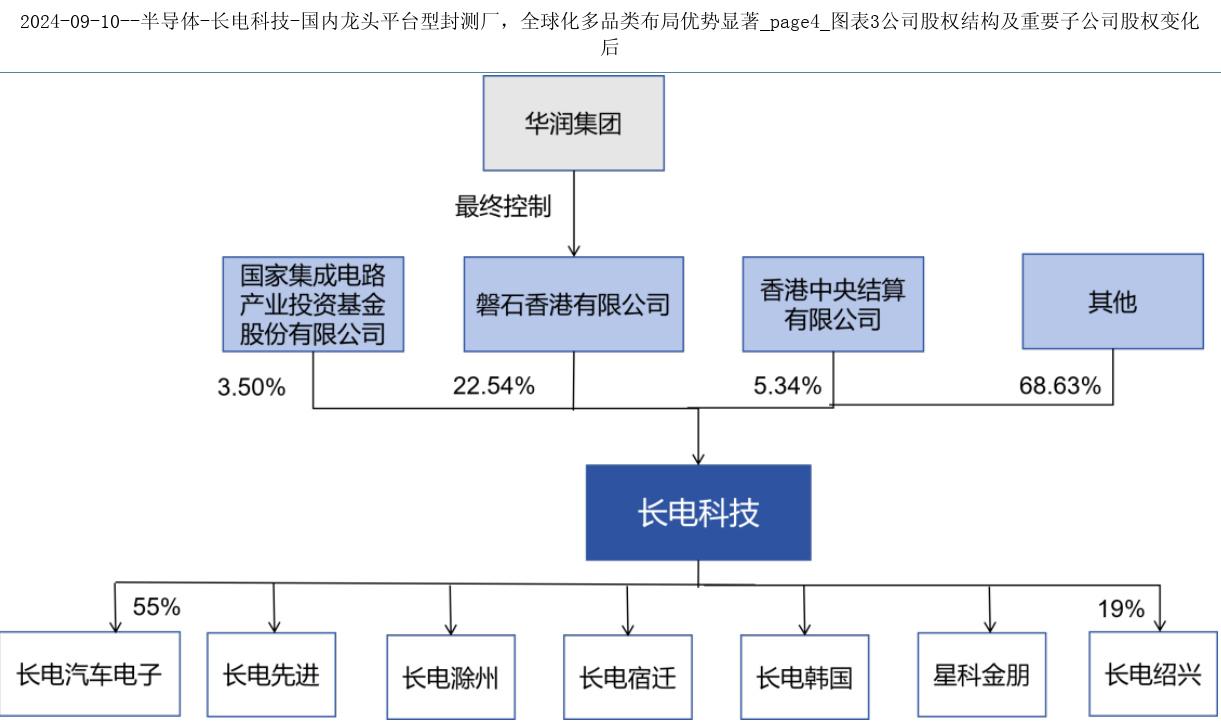 2024-09-10--半导体-长电科技-国内龙头平台型封测厂，全球化多品类布局优势显著_page4_图表3公司股权结构及重要子公司股权变化
后
华润集团
最终控制
国家集成电路
产业投资基金
股份有限公司
磐石香港有限公司
香港中央结算
有限公司
其他
3.50%
22.54%
5.34%
68.63%
长电科技
55%
19%
长电汽车电子
长电先进
长电滁州
长电宿迁
长电韩国
星科金朋
长电绍兴